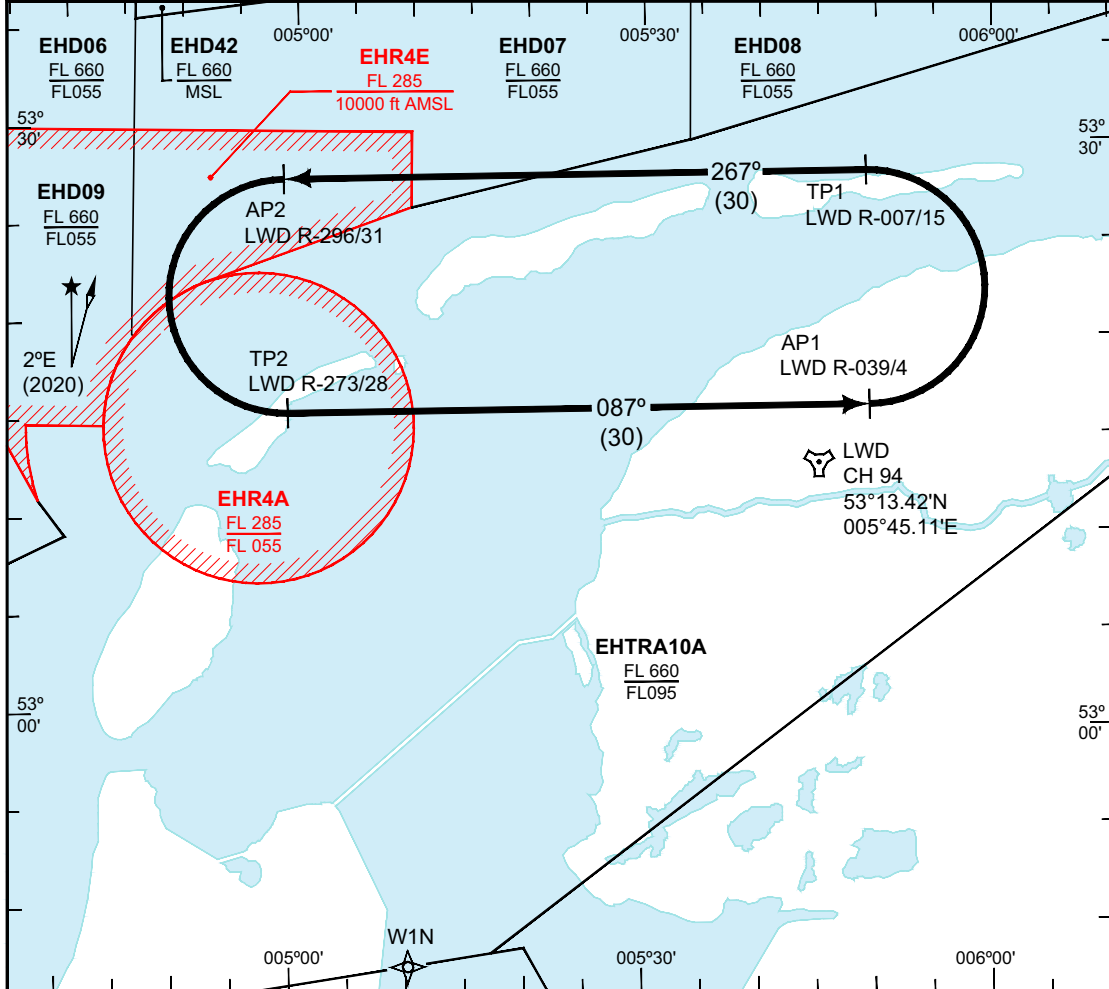 005°00'
005°30'
006°00'
EHD06
FL 660
FL055
EHD42
FL 660
MSL
EHR4E
FL 285
10000 ft AMSL
EHD07
FL 660
FL055
EHD08
FL 660
FL055
53°
30'
53°
30'
EHD09
FL 660
FL055
267º
(30)
TP1
LWD R-007/15
AP2
LWD R-296/31
2ºE
(2020)
TP2
LWD R-273/28
AP1
LWD R-039/4
087º
(30)
LWD
CH 94
53°13.42'N
005°45.11'E
EHR4A
FL 285
FL 055
EHTRA10A
FL 660
FL095
53°
00'
53°
00'
W1N
005°00'
005°30'
006°00'